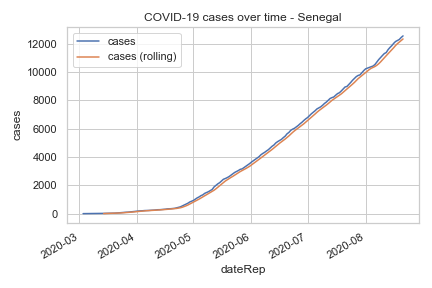 COVID-19 cases over time - Senegal
cases
cases (rolling)
12000
10000
8000
6000
4000
2000
0
cases
2020-03
2020-04
2020-05
2020-06
2020-07
2020-08
dateRep